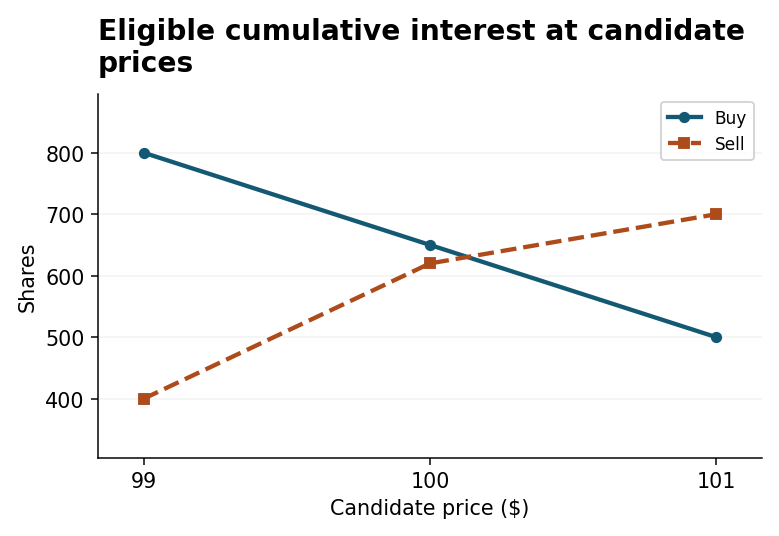 Eligible cumulative interest at candidate
prices
Buy
Sell
800
700
600
500
400
Shares
99
100
101
Candidate price ($)